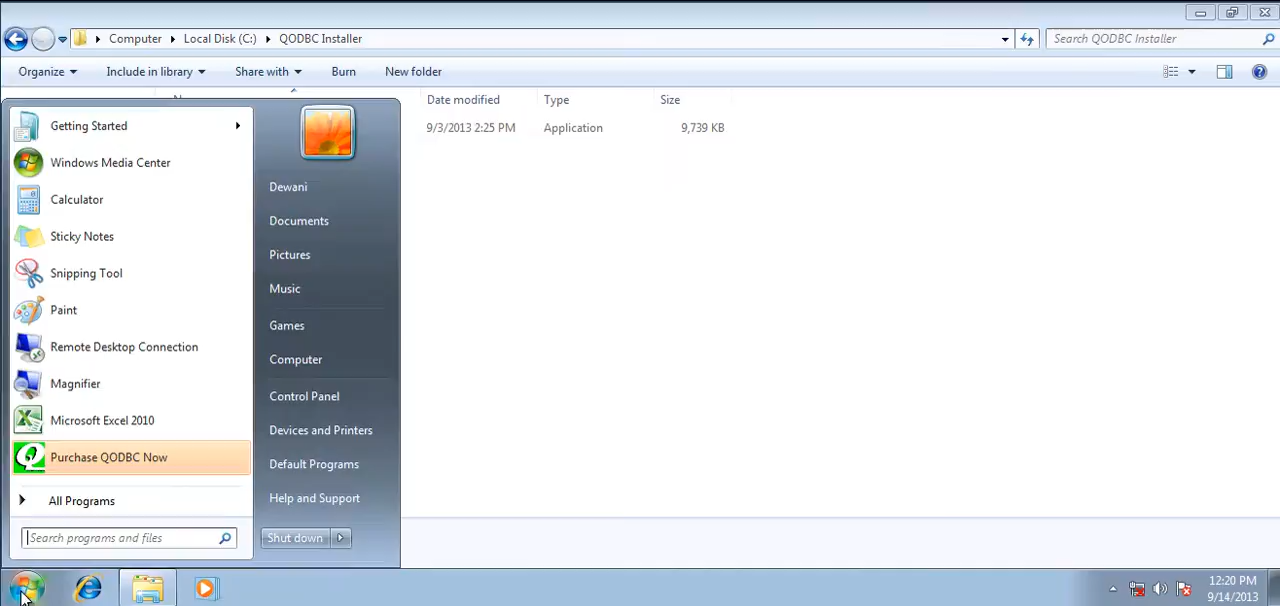 Computer Local Disk (C:) QODBC Installer Search QODBC Installer
Organize Include in library Share with Burn New folder
Date modified Type Size
9/3/2013 2:25 PM Application 9,739 KB
Getting Started
Windows Media Center
Calculator
Sticky Notes
Snipping Tool
Paint
Remote Desktop Connection
Magnifier
Microsoft Excel 2010
Purchase QODBC Now
All Programs
Search programs and files
Dewani
Documents
Pictures
Music
Games
Computer
Control Panel
Devices and Printers
Default Programs
Help and Support
Shut down
12:20 PM
9/14/2013